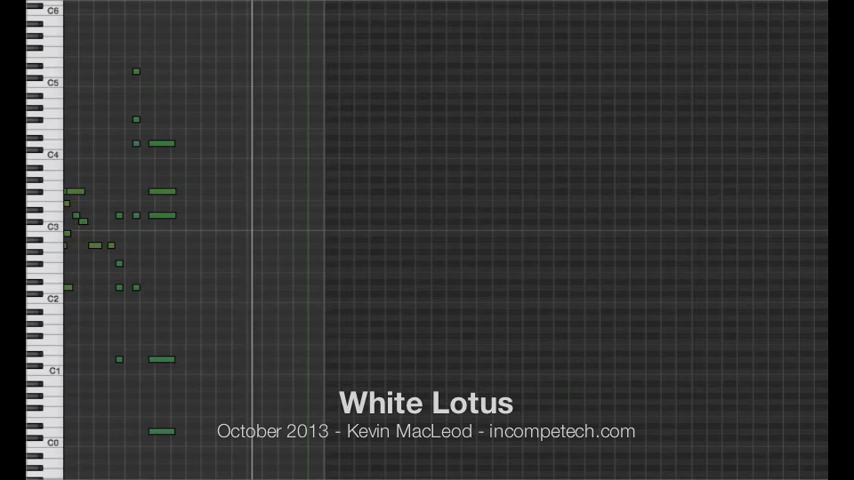 C6
C5
C4
C3
C2
C1
C0
White Lotus
October 2013 - Kevin MacLeod - incompetech.com